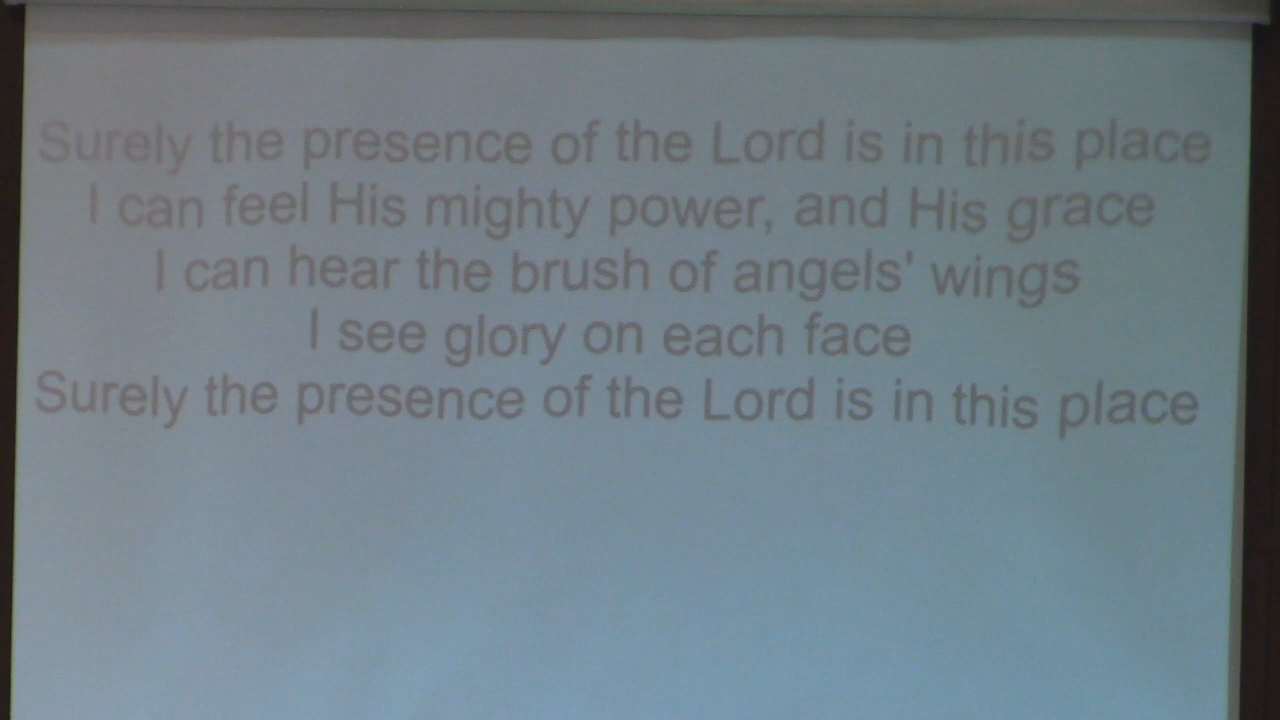 Surely the presence of the Lord is in this place
I can feel His mighty power, and His grace
I can hear the brush of angels' wings
I see glory on each face
Surely the presence of the Lord is in this place